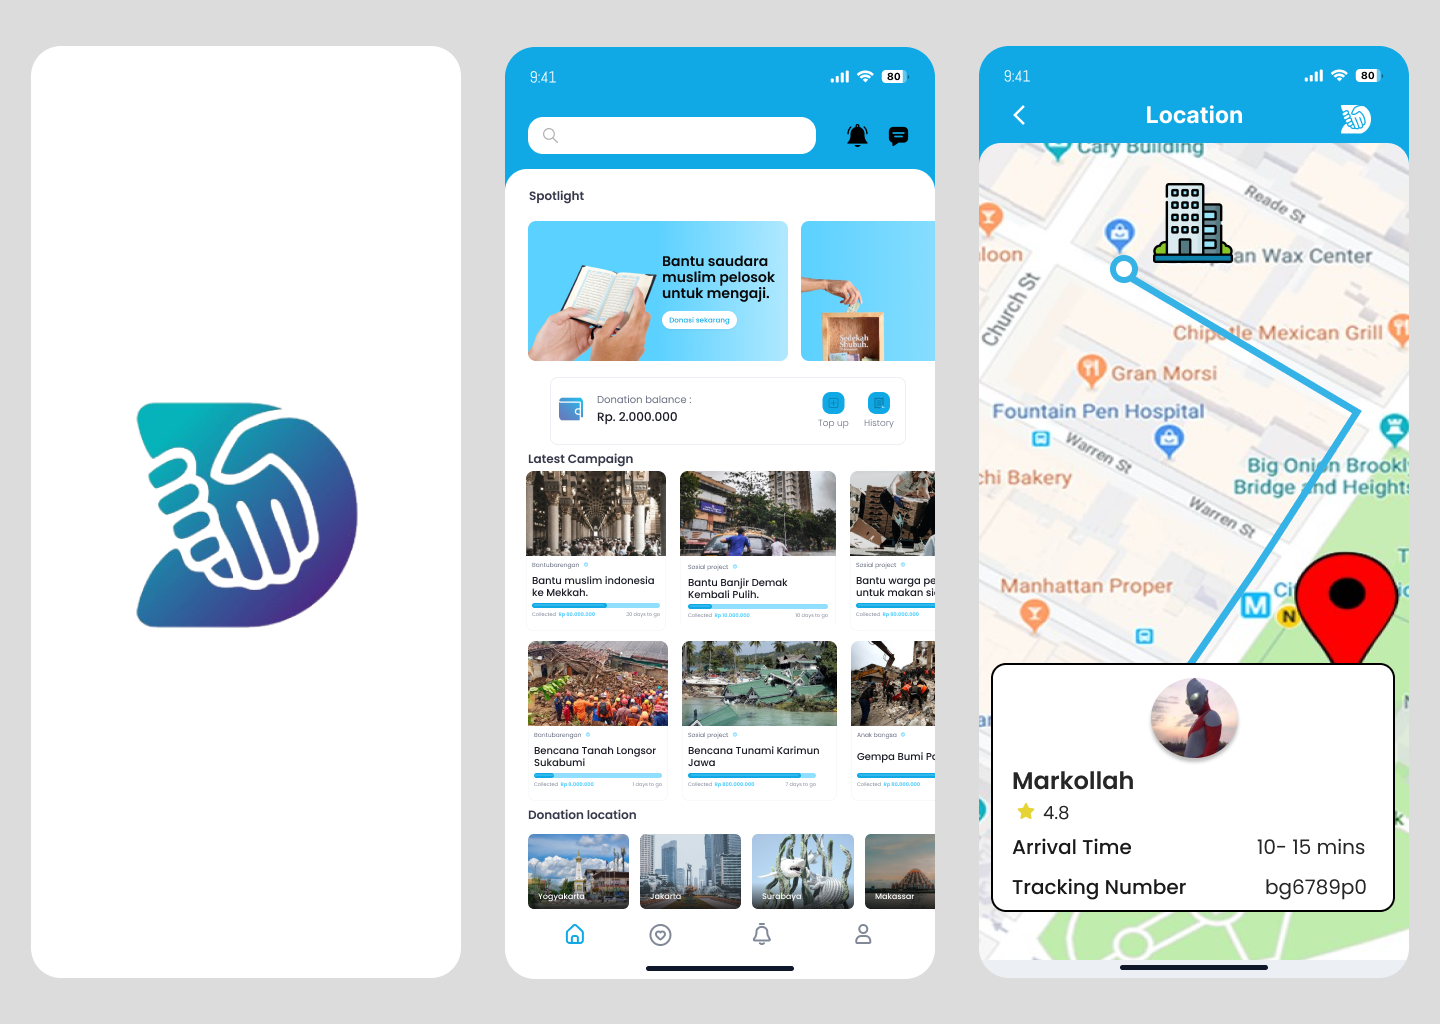 9:41
80
Spotlight
Bantu saudara
muslim pelosok
untuk mengaji.
Donasi sekarang
Sedekah
Shubuh.
Donation balance :
Rp. 2.000.000
Top up
History
Latest Campaign
Bantubarengan
Bantu muslim indonesia
ke Mekkah.
Collected Rp 60.000.000 30 days to go
Sosial project
Bantu Banjir Demak
Kembali Pulih.
Collected Rp 10.000.000 10 days to go
Sosial project
Bantu warga pe
untuk makan si
Collected Rp 90.000.000
Bantubarengan
Bencana Tanah Longsor
Sukabumi
Collected Rp 6.000.000 1 days to go
Sosial project
Bencana Tunami Karimun
Jawa
Collected Rp 800.000.000 7 days to go
Anak bangsa
Gempa Bumi Pa
Collected Rp 80.000.000
Donation location
Yogyakarta
Jakarta
Surabaya
Makassar
9:41
80
Location
Cary Building
Reade St
loon
an Wax Center
Church St
Chipotle Mexican Grill
Gran Morsi
Fountain Pen Hospital
Warren St
Big Onion Brookl
Bridge and Heights
chi Bakery
Warren St
Manhattan Proper
T
M
Ci
N
N
ar
k
Markollah
4.8
Arrival Time 10- 15 mins
Tracking Number bg6789p0